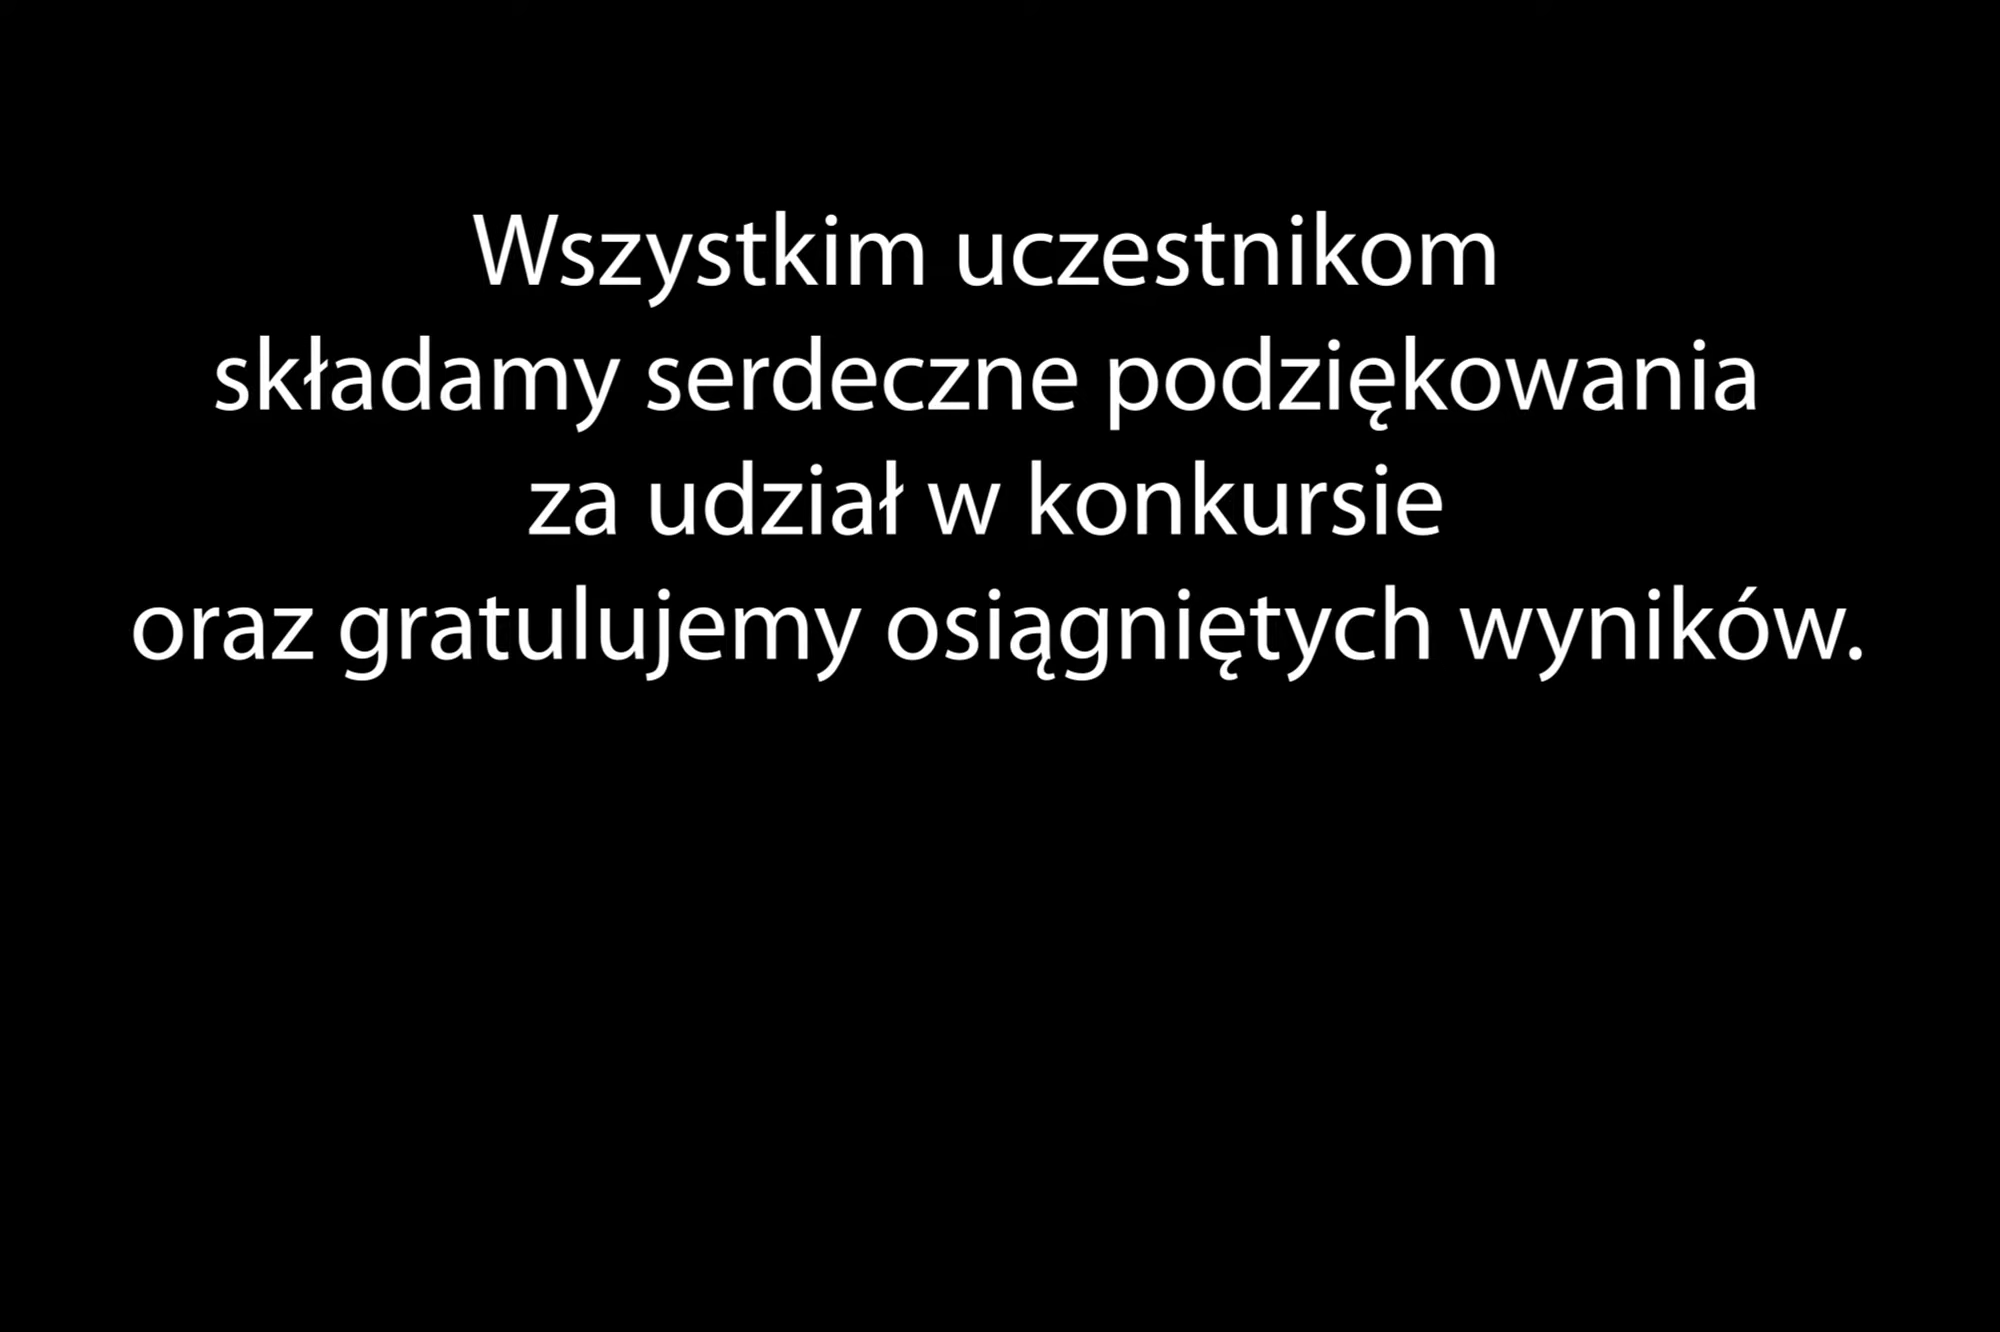 Wszystkim uczestnikom
składamy serdeczne podziękowania
za udział w konkursie
oraz gratulujemy osiągniętych wyników.